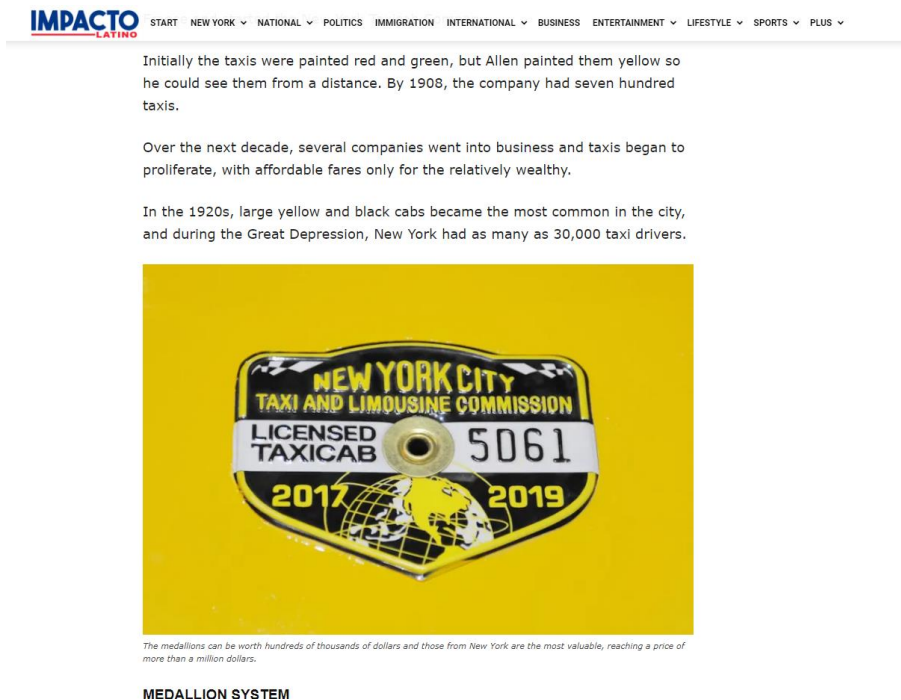 IMPACTO
LATINO
START NEW YORK NATIONAL POLITICS IMMIGRATION INTERNATIONAL BUSINESS ENTERTAINMENT LIFESTYLE SPORTS PLUS
Initially the taxis were painted red and green, but Allen painted them yellow so
he could see them from a distance. By 1908, the company had seven hundred
taxis.
Over the next decade, several companies went into business and taxis began to
proliferate, with affordable fares only for the relatively wealthy.
In the 1920s, large yellow and black cabs became the most common in the city,
and during the Great Depression, New York had as many as 30,000 taxi drivers.
NEW YORK CITY
TAXI AND LIMOUSINE COMMISSION
LICENSED
TAXICAB
5061
2017 2019
The medallions can be worth hundreds of thousands of dollars and those from New York are the most valuable, reaching a price of
more than a million dollars.
MEDALLION SYSTEM